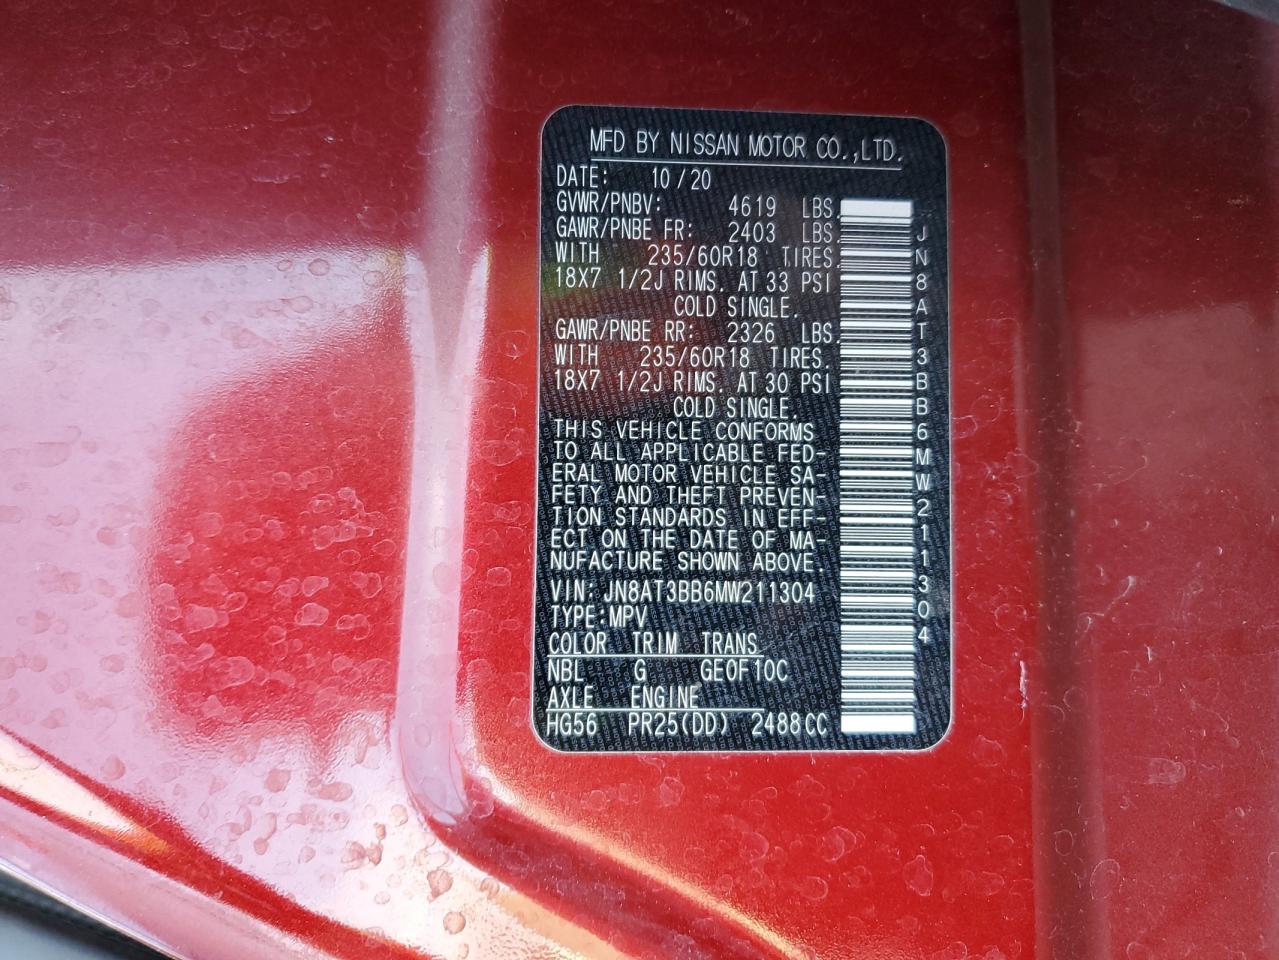 MFD BY NISSAN MOTOR CO.,LTD.
DATE: 10/20
GVWR/PNBV: 4619 LBS.
GAWR/PNBE FR: 2403 LBS.
WITH 235/60R18 TIRES.
18X7 1/2J RIMS. AT 33 PSI
COLD SINGLE.
GAWR/PNBE RR: 2326 LBS.
WITH 235/60R18 TIRES.
18X7 1/2J RIMS. AT 30 PSI
COLD SINGLE.
THIS VEHICLE CONFORMS
TO ALL APPLICABLE FED-
ERAL MOTOR VEHICLE SA-
FETY AND THEFT PREVEN-
TION STANDARDS IN EFF-
ECT ON THE DATE OF MA-
NUFACTURE SHOWN ABOVE.
VIN: JN8AT3BB6MW211304
TYPE:MPV
COLOR TRIM TRANS
NBL G GE0F10C
AXLE ENGINE
HG56 PR25(DD) 2488CC
JN8AT3BB6MW211304